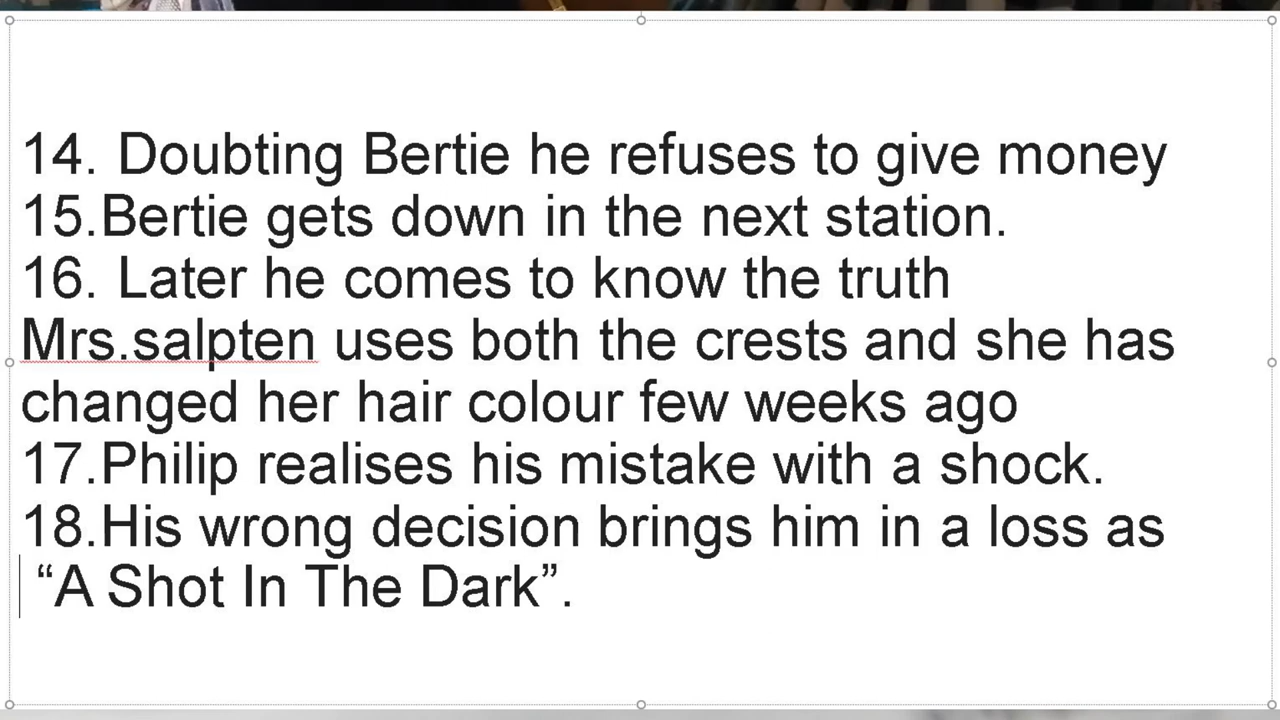 14. Doubting Bertie he refuses to give money
15.Bertie gets down in the next station.
16. Later he comes to know the truth
Mrs.salpten uses both the crests and she has
changed her hair colour few weeks ago
17.Philip realises his mistake with a shock.
18.His wrong decision brings him in a loss as
“A Shot In The Dark”.